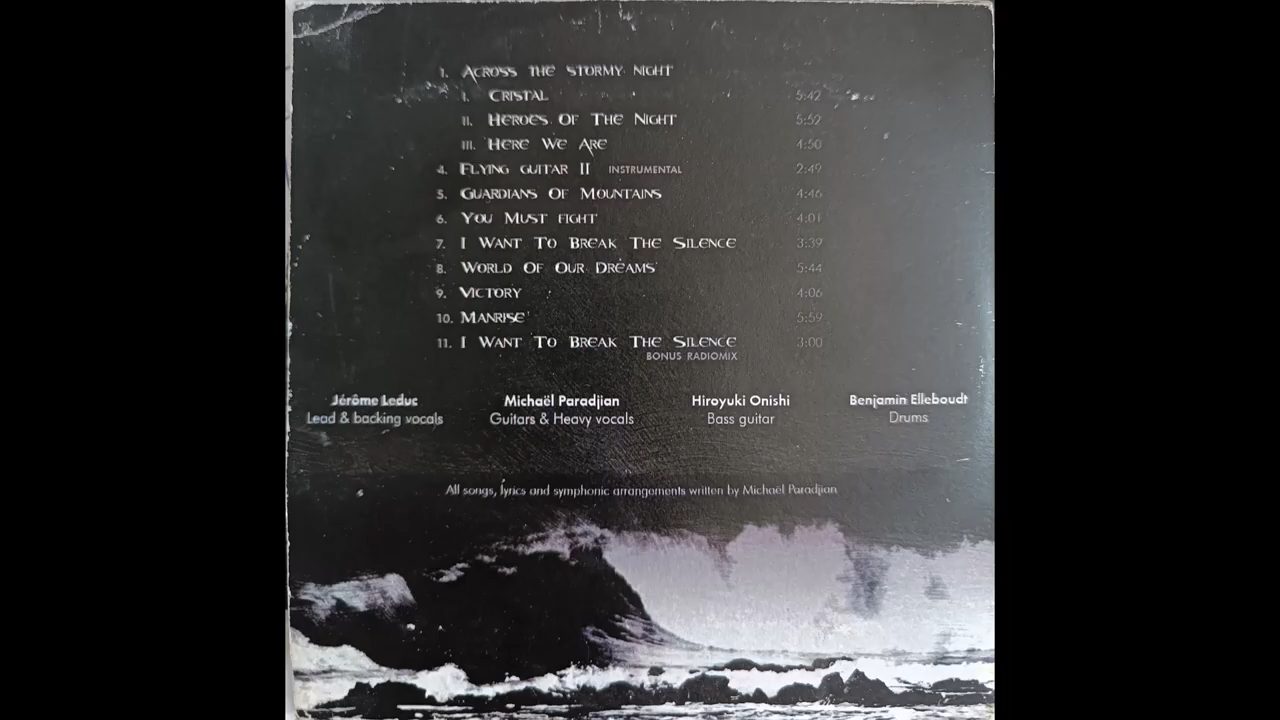 1. Across the stormy night
I. Cristal 5:42
II. Heroes Of The Night 5:52
III. Here We Are 4:50
4. Flying guitar II INSTRUMENTAL 2:49
5. Guardians Of Mountains 4:46
6. You Must fight 4:01
7. I Want To Break The Silence 3:39
8. World Of Our Dreams 5:44
9. Victory 4:06
10. Manrise 5:59
11. I Want To Break The Silence 3:00
BONUS RADIOMIX
Jérôme Leduc Michaël Paradjian Hiroyuki Onishi Benjamin Elleboudt
Lead & backing vocals Guitars & Heavy vocals Bass guitar Drums
All songs, lyrics and symphonic arrangements written by Michaël Paradjian